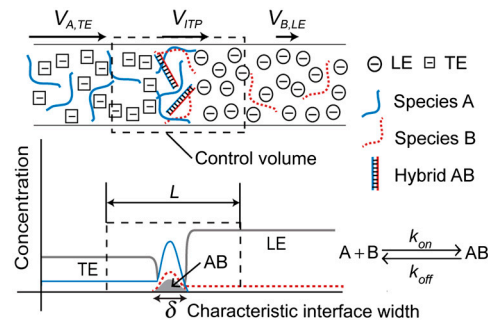 V_{A,TE} V_{ITP} V_{B,LE}
LE TE
Species A
Species B
Hybrid AB
Control volume
Concentration
L
TE
AB
LE
δ Characteristic interface width
A+B k_{on} AB
k_{off}